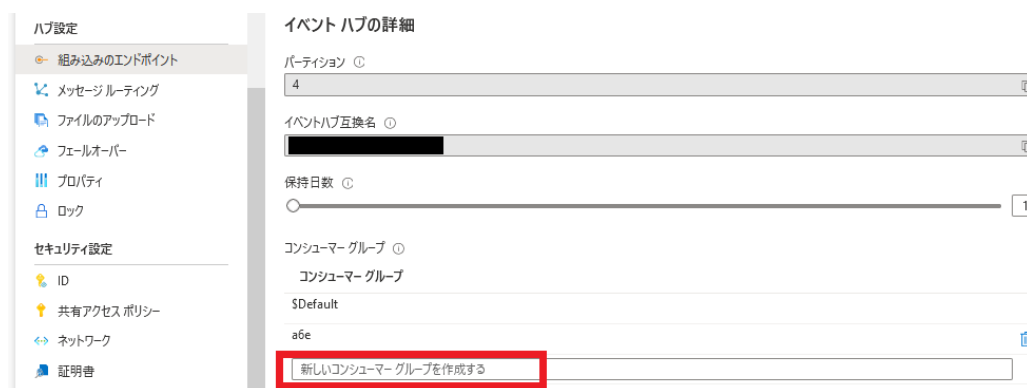 ハブ設定
組み込みのエンドポイント
メッセージ ルーティング
ファイルのアップロード
フェールオーバー
プロパティ
ロック
セキュリティ設定
ID
共有アクセス ポリシー
ネットワーク
証明書
イベント ハブの詳細
パーティション
4
イベントハブ互換名
保持日数
1
コンシューマー グループ
コンシューマー グループ
$Default
a6e
新しいコンシューマー グループを作成する